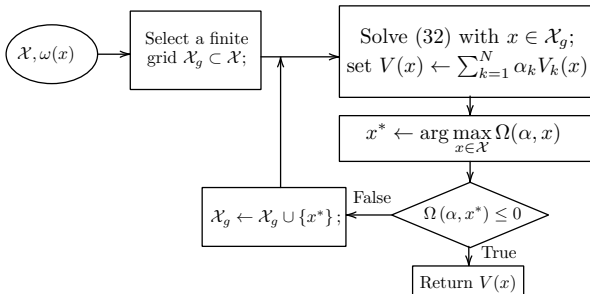 𝒳, ω(x)
Select a finite
grid 𝒳_g ⊂ 𝒳;
Solve (32) with x ∈ 𝒳_g;
set V(x) ← ∑_{k=1}^{N} α_k V_k(x)
x* ← arg max_{x∈𝒳} Ω(α, x)
Ω (α, x*) ≤ 0
False
𝒳_g ← 𝒳_g ∪ {x*} ;
True
Return V(x)